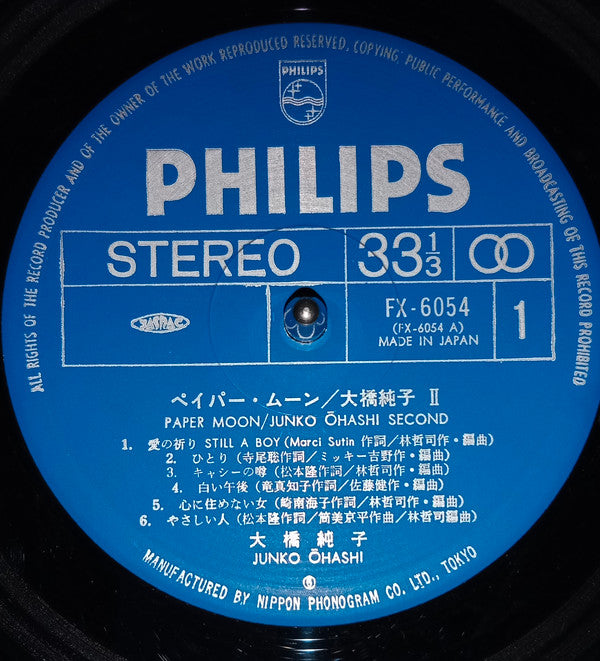 ALL RIGHTS OF THE RECORD PRODUCER AND OF THE OWNER OF THE WORK REPRODUCED RESERVED. COPYING, PUBLIC PERFORMANCE AND BROADCASTING OF THIS RECORD PROHIBITED
PHILIPS
PHILIPS
STEREO 33 1/3
JASRAC
FX-6054
(FX-6054 A)
MADE IN JAPAN
1
ペイパー・ムーン/大橋純子 II
PAPER MOON/JUNKO ŌHASHI SECOND
1. 愛の祈り STILL A BOY (Marci Sutin 作詞/林哲司作・編曲)
2. ひとり (寺尾聡作詞/ミッキー吉野作・編曲)
3. キャシーの噂 (松本隆作詞/林哲司作・編曲)
4. 白い午後 (竜真知子作詞/佐藤健作・編曲)
5. 心に住めない女 (崎南海子作詞/林哲司作・編曲)
6. やさしい人 (松本隆作詞/筒美京平作曲/林哲司編曲)
大橋純子
JUNKO ŌHASHI
MANUFACTURED BY NIPPON PHONOGRAM CO. LTD., TOKYO